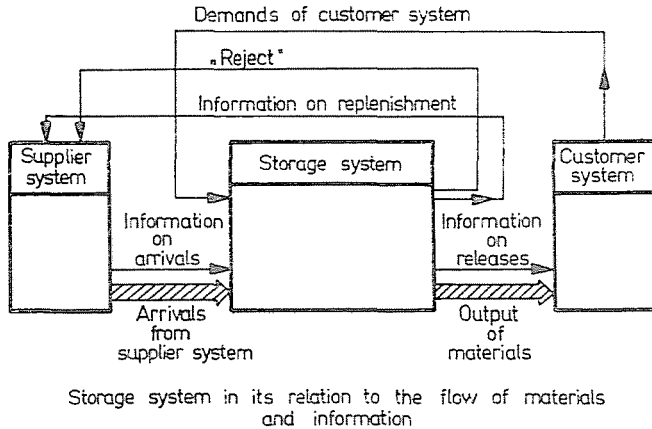 Demands of customer system
„Reject"
Information on replenishment
Supplier
system
Storage system
Customer
system
Information
on
arrivals
Information
on
releases
Arrivals
from
supplier system
Output
of
materials
Storage system in its relation to the flow of materials
and information